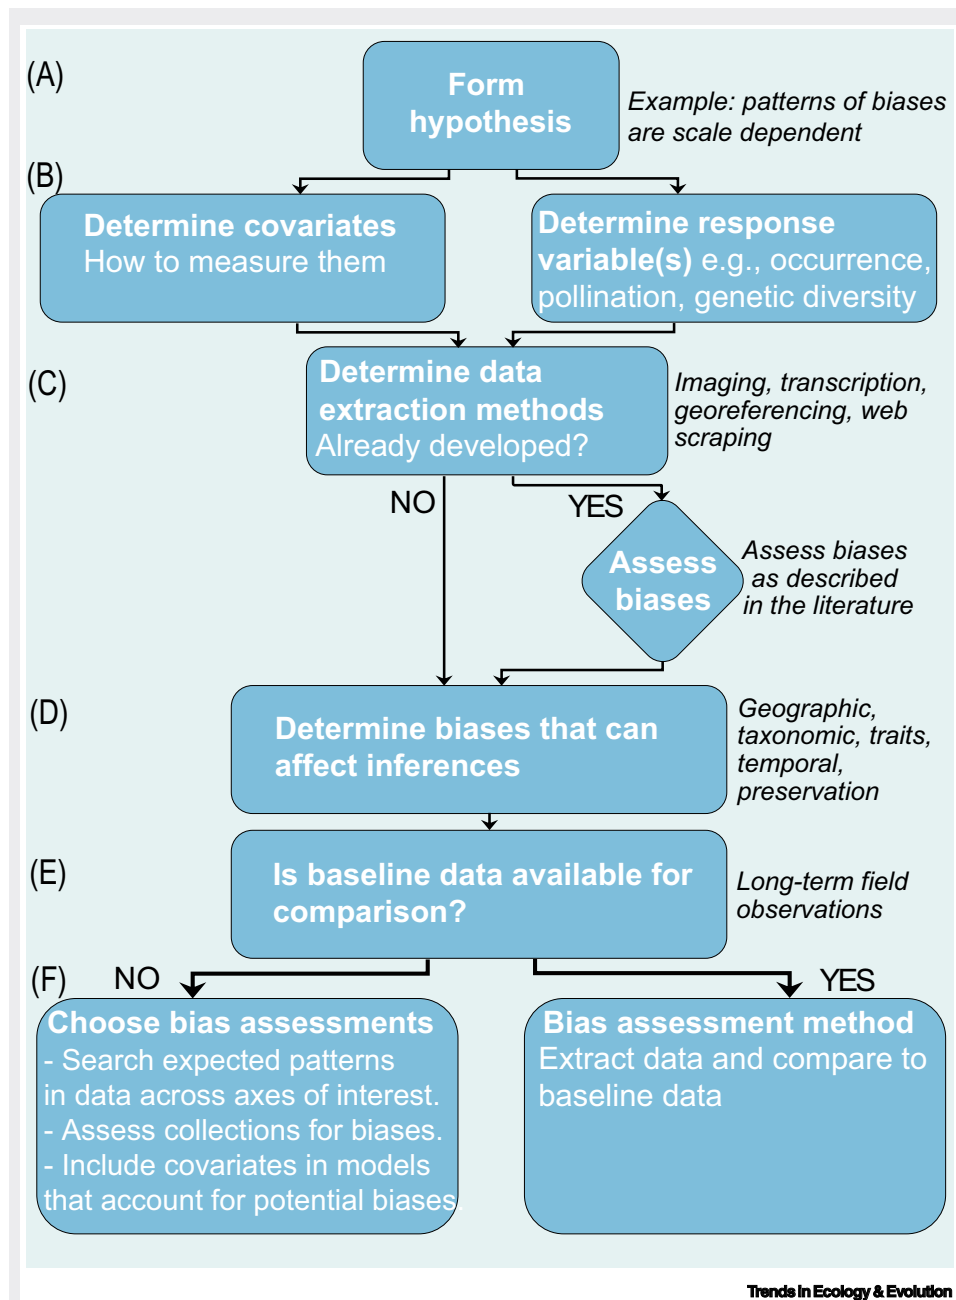 (A)
Form
hypothesis
Example: patterns of biases
are scale dependent
(B)
Determine covariates
How to measure them
Determine response
variable(s) e.g., occurrence,
pollination, genetic diversity
(C)
Determine data
extraction methods
Already developed?
Imaging, transcription,
georeferencing, web
scraping
NO
YES
Assess
biases
Assess biases
as described
in the literature
(D)
Determine biases that can
affect inferences
Geographic,
taxonomic, traits,
temporal,
preservation
(E)
Is baseline data available for
comparison?
Long-term field
observations
(F)
NO
YES
Choose bias assessments
- Search expected patterns
in data across axes of interest.
- Assess collections for biases.
- Include covariates in models
that account for potential biases.
Bias assessment method
Extract data and compare to
baseline data
Trends in Ecology & Evolution